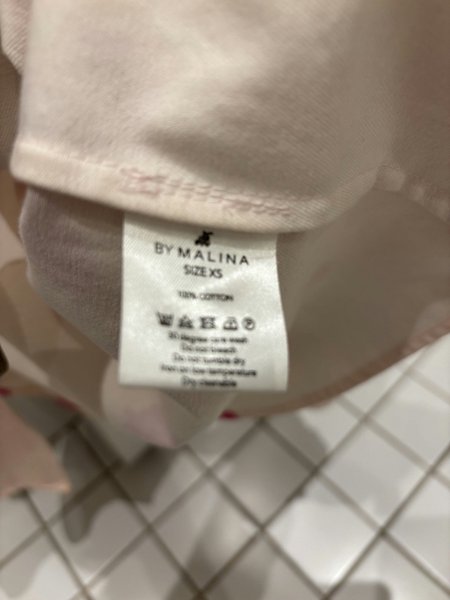 BY MALINA
SIZE XS
100% COTTON
30 degree care wash
Do not bleach
Do not tumble dry
Iron on low temperature
Dry cleanable